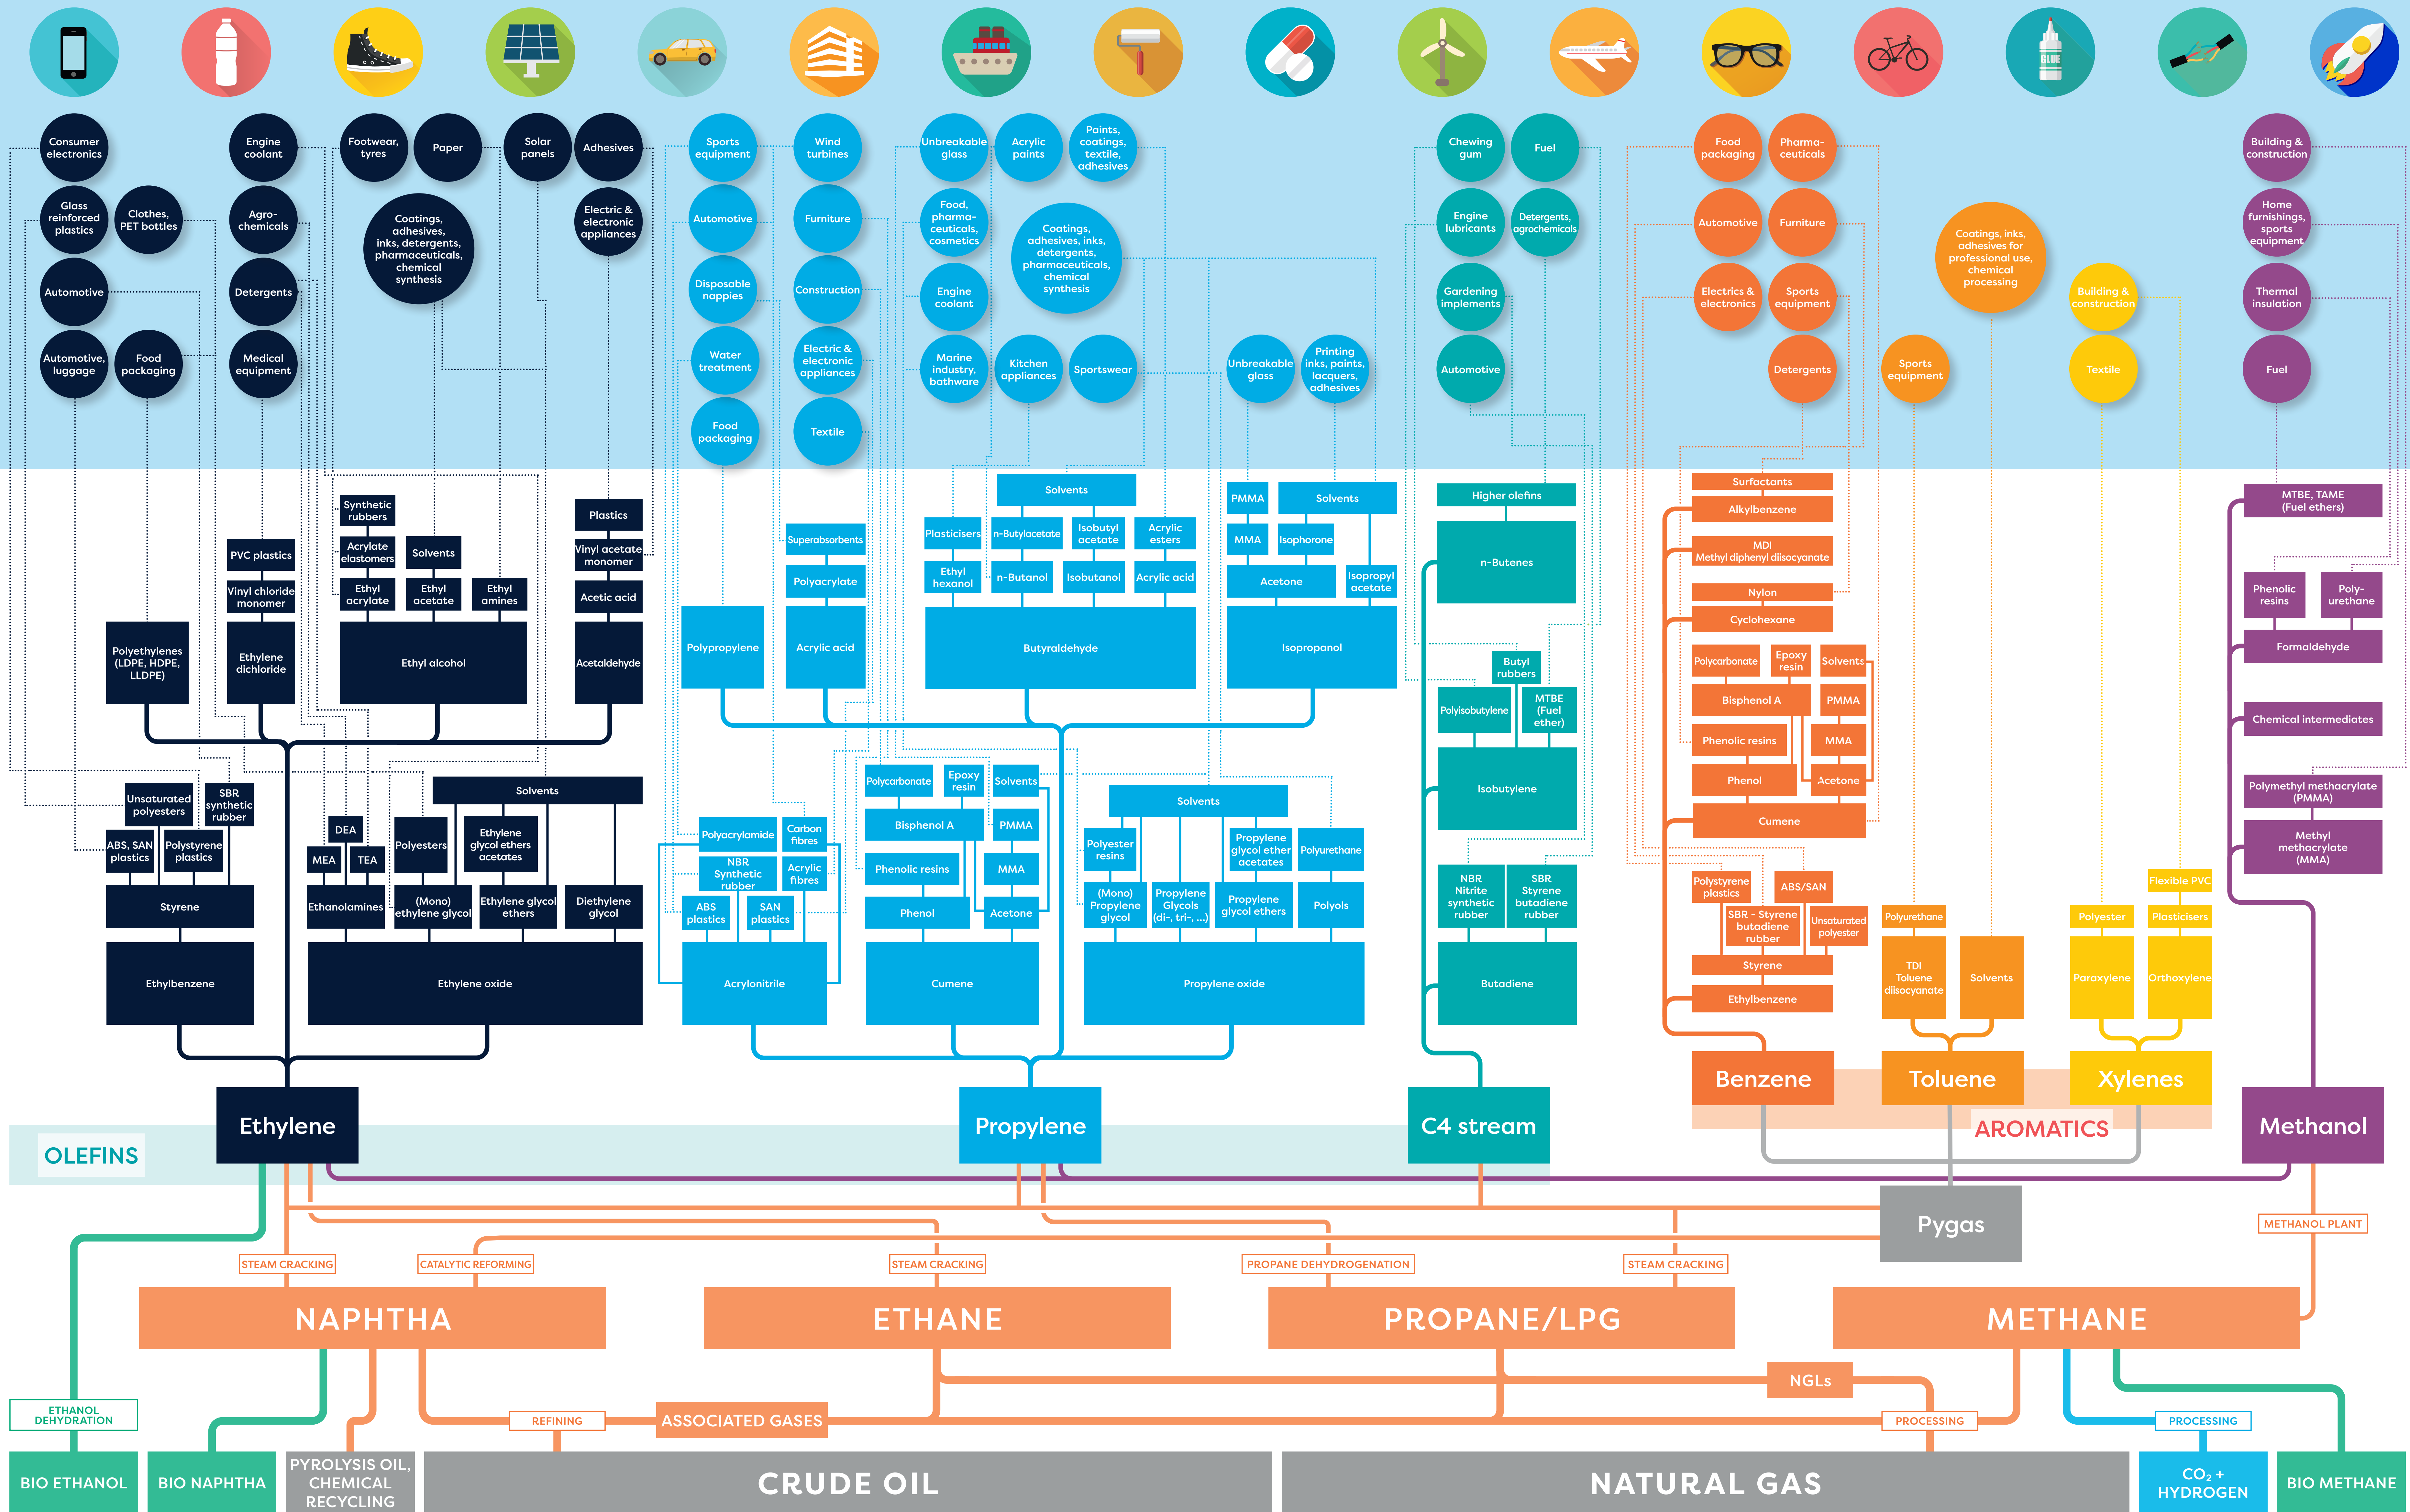 GLUE
Consumer
electronics
Glass
reinforced
plastics
Clothes,
PET bottles
Automotive
Automotive,
luggage
Food
packaging
Engine
coolant
Agro-
chemicals
Detergents
Medical
equipment
Footwear,
tyres
Paper
Coatings,
adhesives,
inks, detergents,
pharmaceuticals,
chemical
synthesis
Solar
panels
Adhesives
Electric &
electronic
appliances
Sports
equipment
Wind
turbines
Automotive
Furniture
Disposable
nappies
Construction
Water
treatment
Electric &
electronic
appliances
Food
packaging
Textile
Unbreakable
glass
Acrylic
paints
Paints,
coatings,
textile,
adhesives
Food,
pharma-
ceuticals,
cosmetics
Coatings,
adhesives, inks,
detergents,
pharmaceuticals,
chemical
synthesis
Engine
coolant
Marine
industry,
bathware
Kitchen
appliances
Sportswear
Unbreakable
glass
Printing
inks, paints,
lacquers,
adhesives
Chewing
gum
Fuel
Engine
lubricants
Detergents,
agrochemicals
Gardening
implements
Automotive
Food
packaging
Pharma-
ceuticals
Automotive
Furniture
Electrics &
electronics
Sports
equipment
Detergents
Sports
equipment
Coatings, inks,
adhesives for
professional use,
chemical
processing
Building &
construction
Textile
Building &
construction
Home
furnishings,
sports
equipment
Thermal
insulation
Fuel
Polyethylenes
(LDPE, HDPE,
LLDPE)
PVC plastics
Vinyl chloride
monomer
Ethylene
dichloride
Synthetic
rubbers
Acrylate
elastomers
Ethyl
acrylate
Solvents
Ethyl
acetate
Ethyl
amines
Ethyl alcohol
Plastics
Vinyl acetate
monomer
Acetic acid
Acetaldehyde
Unsaturated
polyesters
SBR
synthetic
rubber
ABS, SAN
plastics
Polystyrene
plastics
Styrene
Ethylbenzene
DEA
MEA
TEA
Ethanolamines
Polyesters
(Mono)
ethylene glycol
Solvents
Ethylene
glycol ethers
acetates
Ethylene glycol
ethers
Diethylene
glycol
Ethylene oxide
Polypropylene
Superabsorbents
Polyacrylate
Acrylic acid
Solvents
Plasticisers
n-Butylacetate
Isobutyl
acetate
Acrylic
esters
Ethyl
hexanol
n-Butanol
Isobutanol
Acrylic acid
Butyraldehyde
PMMA
MMA
Solvents
Isophorone
Acetone
Isopropyl
acetate
Isopropanol
Polyacrylamide
Carbon
fibres
NBR
Synthetic
rubber
Acrylic
fibres
ABS
plastics
SAN
plastics
Acrylonitrile
Polycarbonate
Epoxy
resin
Solvents
Bisphenol A
PMMA
Phenolic resins
MMA
Phenol
Acetone
Cumene
Solvents
Polyester
resins
Propylene
glycol ether
acetates
Polyurethane
(Mono)
Propylene
glycol
Propylene
Glycols
(di-, tri-, ...)
Propylene
glycol ethers
Polyols
Propylene oxide
Higher olefins
n-Butenes
Butyl
rubbers
Polyisobutylene
MTBE
(Fuel
ether)
Isobutylene
NBR
Nitrite
synthetic
rubber
SBR
Styrene
butadiene
rubber
Butadiene
Surfactants
Alkylbenzene
MDI
Methyl diphenyl diisocyanate
Nylon
Cyclohexane
Polycarbonate
Epoxy
resin
Solvents
Bisphenol A
PMMA
Phenolic resins
MMA
Phenol
Acetone
Cumene
Polystyrene
plastics
ABS/SAN
SBR - Styrene
butadiene
rubber
Unsaturated
polyester
Styrene
Ethylbenzene
Polyurethane
TDI
Toluene
diisocyanate
Solvents
Polyester
Paraxylene
Flexible PVC
Plasticisers
Orthoxylene
MTBE, TAME
(Fuel ethers)
Phenolic
resins
Poly-
urethane
Formaldehyde
Chemical intermediates
Polymethyl methacrylate
(PMMA)
Methyl
methacrylate
(MMA)
Ethylene
Propylene
C4 stream
Benzene
Toluene
Xylenes
Methanol
OLEFINS
AROMATICS
Pygas
METHANOL PLANT
STEAM CRACKING
CATALYTIC REFORMING
STEAM CRACKING
PROPANE DEHYDROGENATION
STEAM CRACKING
NAPHTHA
ETHANE
PROPANE/LPG
METHANE
NGLs
ETHANOL
DEHYDRATION
REFINING
ASSOCIATED GASES
PROCESSING
PROCESSING
BIO ETHANOL
BIO NAPHTHA
PYROLYSIS OIL,
CHEMICAL
RECYCLING
CRUDE OIL
NATURAL GAS
CO₂ +
HYDROGEN
BIO METHANE